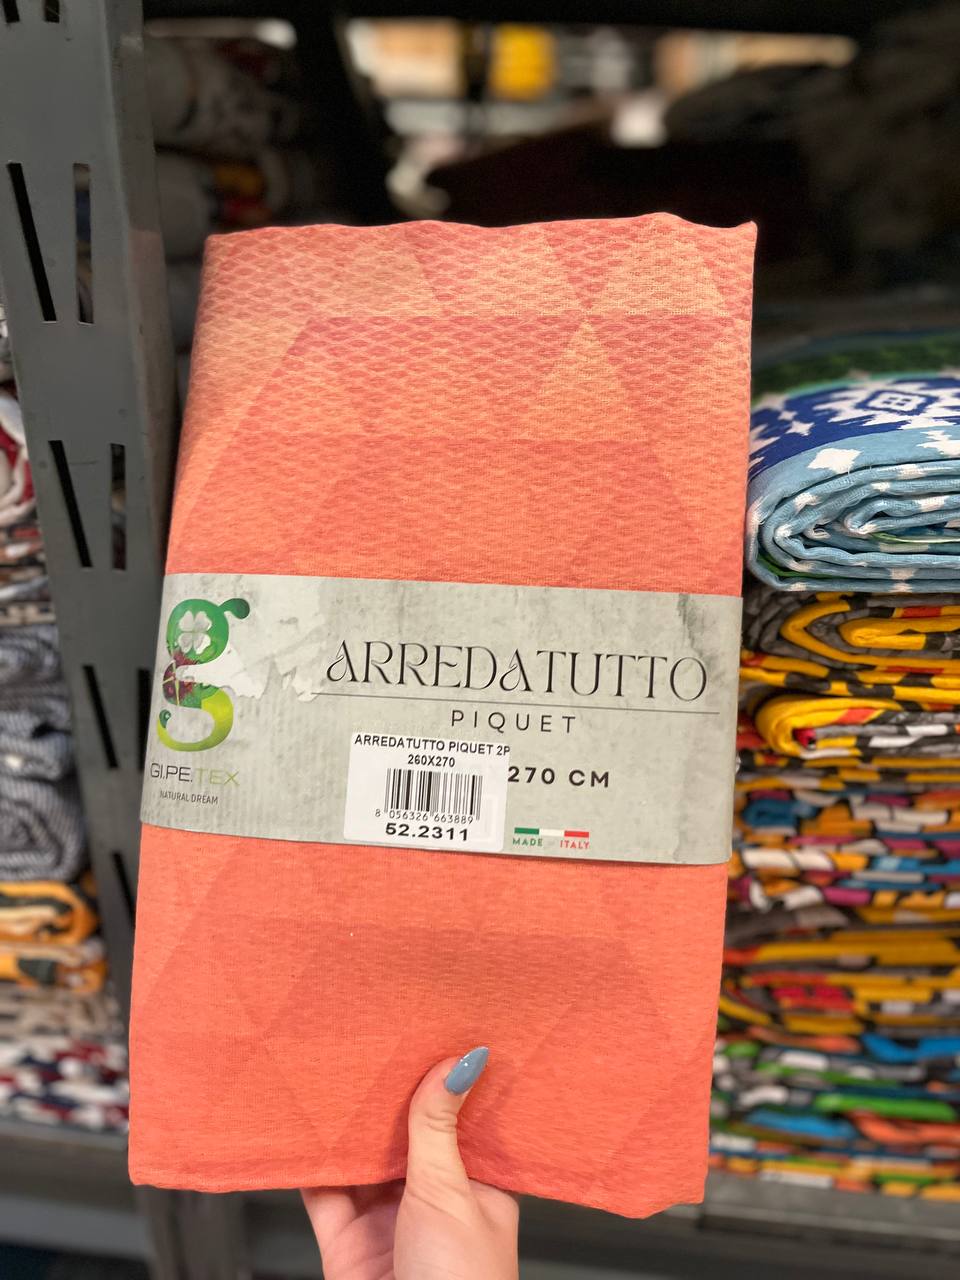 ARREDATUTTO
PIQUET
GI.PE.TEX
NATURAL DREAM
ARREDATUTTO PIQUET 2P
260X270
8 056326 663889
52.2311
270 CM
MADE ITALY